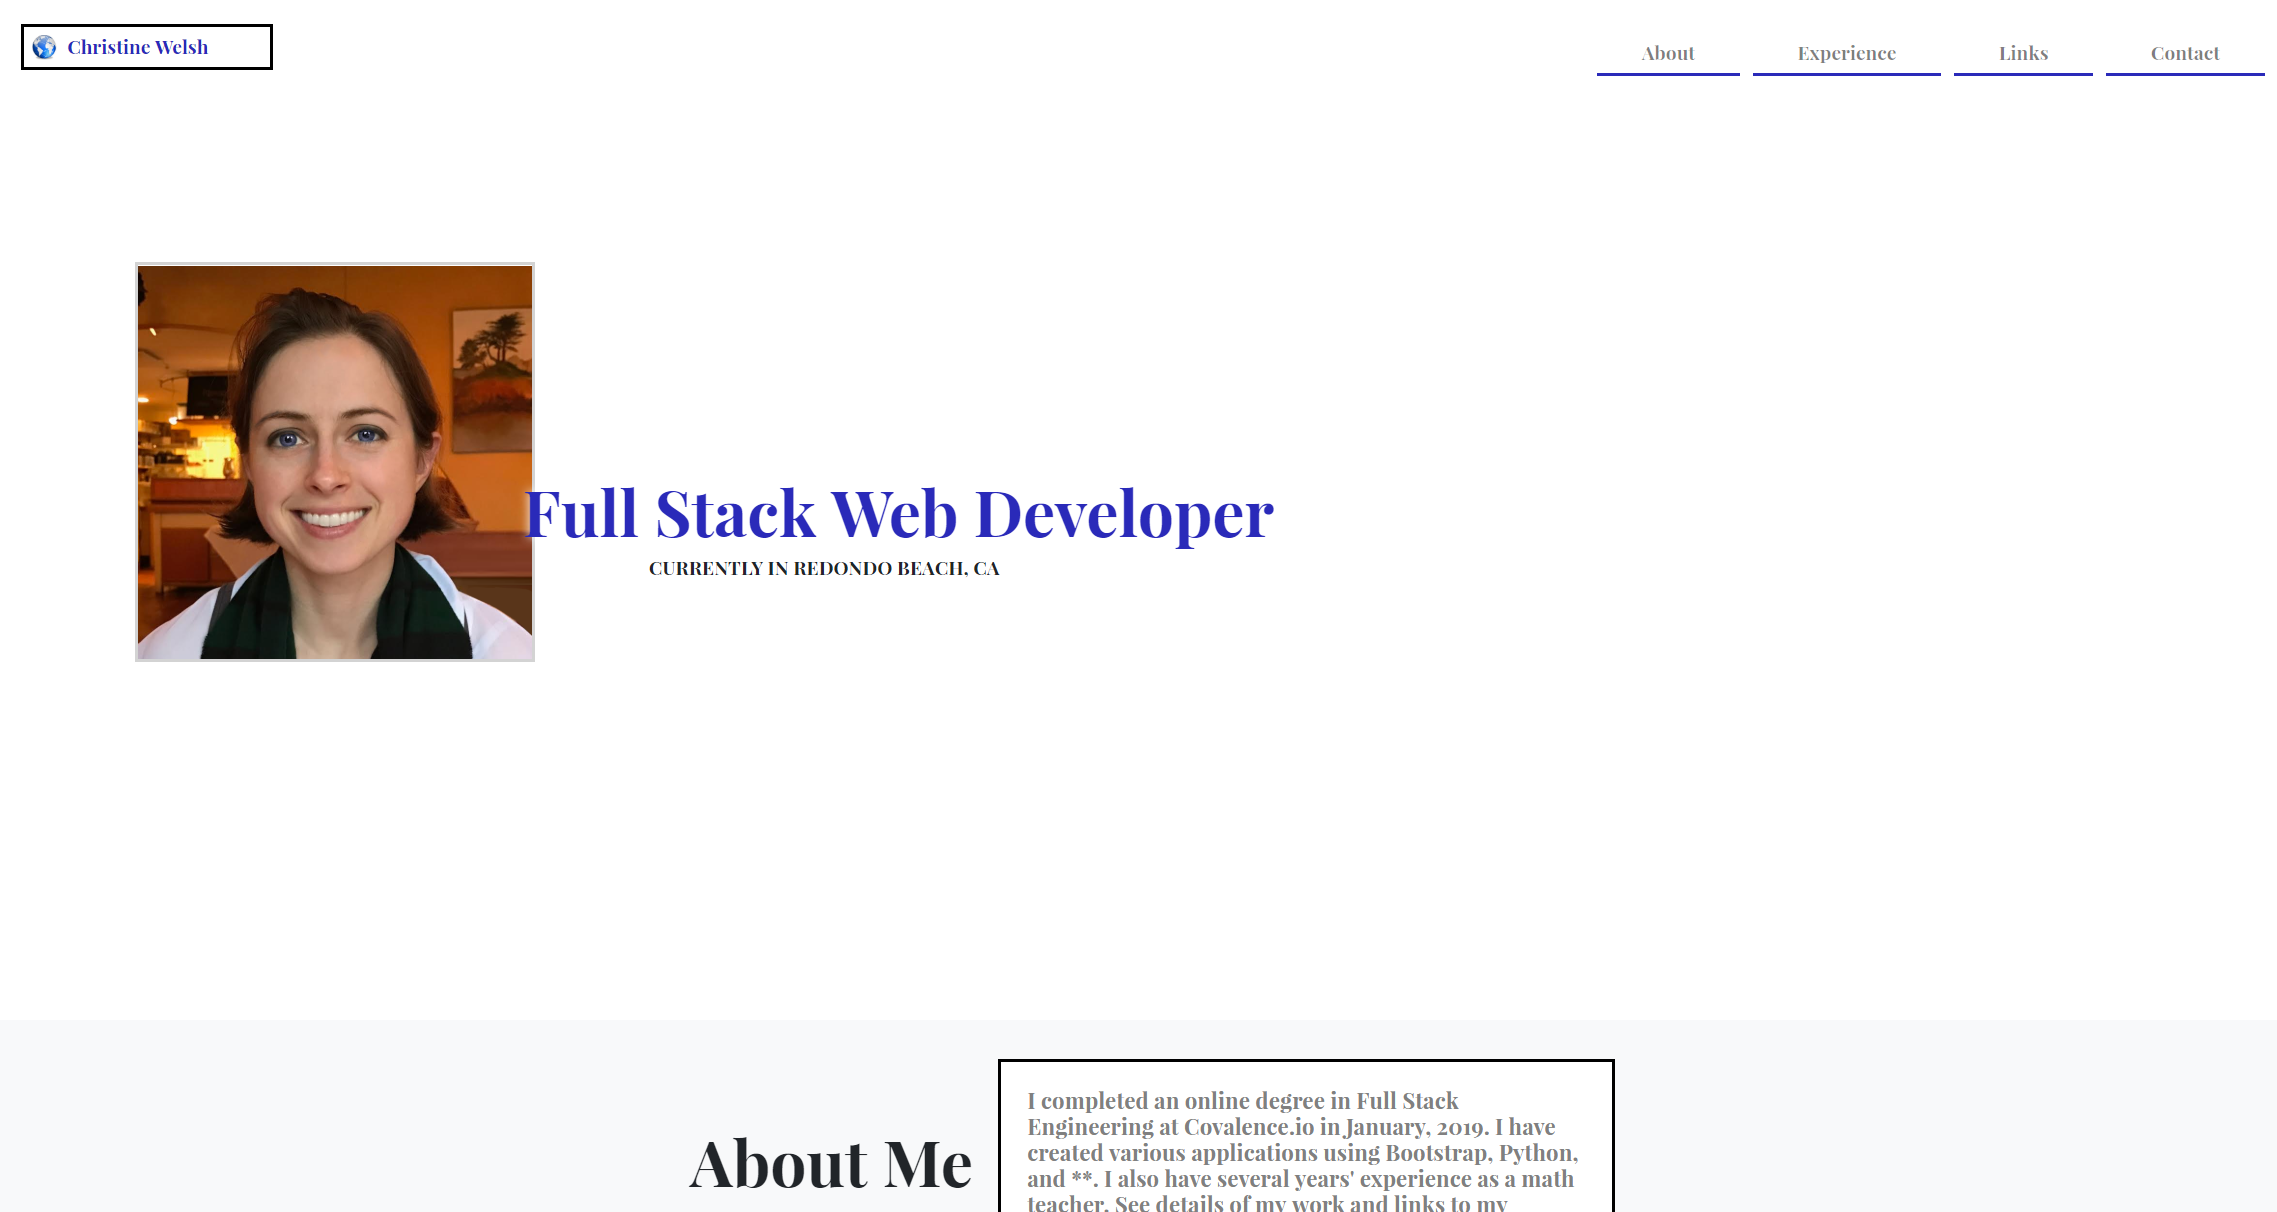 Christine Welsh
About Experience Links Contact
Full Stack Web Developer
CURRENTLY IN REDONDO BEACH, CA
About Me
I completed an online degree in Full Stack
Engineering at Covalence.io in January, 2019. I have
created various applications using Bootstrap, Python,
and **. I also have several years' experience as a math
teacher. See details of my work and links to my